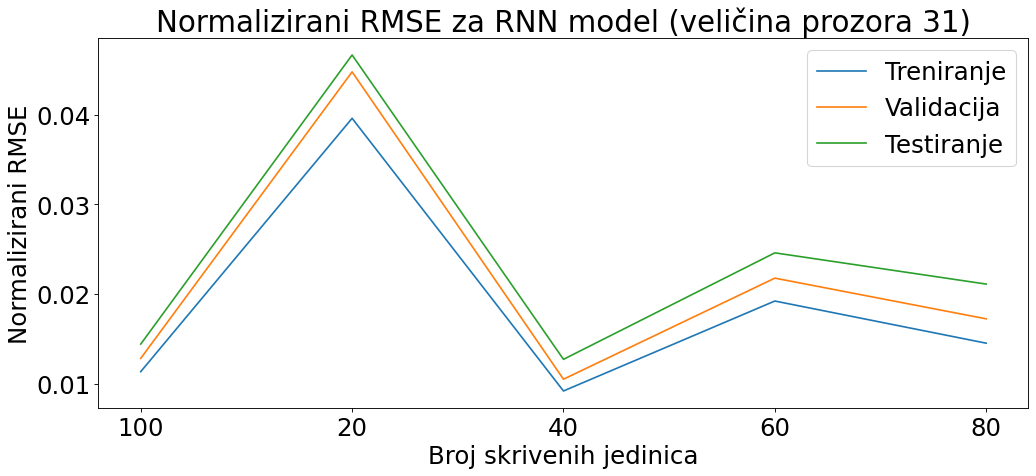 Normalizirani RMSE za RNN model (veličina prozora 31)
Treniranje
Validacija
Testiranje
Normalizirani RMSE
0.04
0.03
0.02
0.01
100 20 40 60 80
Broj skrivenih jedinica